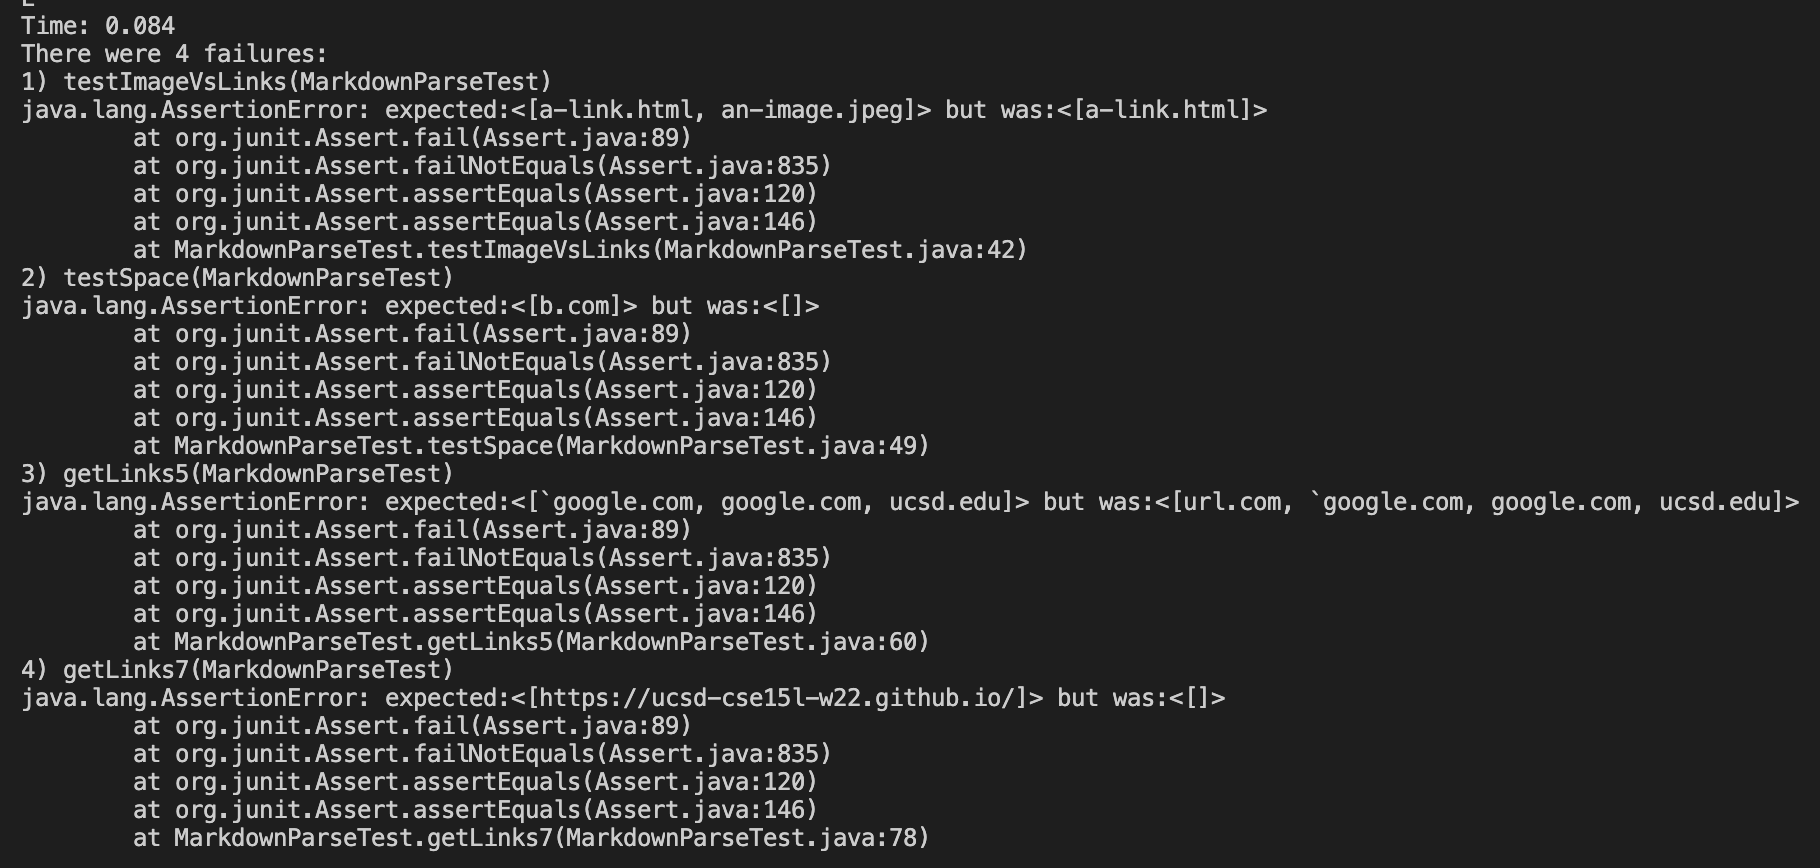 Time: 0.084
There were 4 failures:
1) testImageVsLinks(MarkdownParseTest)
java.lang.AssertionError: expected:<[a-link.html, an-image.jpeg]> but was:<[a-link.html]>
        at org.junit.Assert.fail(Assert.java:89)
        at org.junit.Assert.failNotEquals(Assert.java:835)
        at org.junit.Assert.assertEquals(Assert.java:120)
        at org.junit.Assert.assertEquals(Assert.java:146)
        at MarkdownParseTest.testImageVsLinks(MarkdownParseTest.java:42)
2) testSpace(MarkdownParseTest)
java.lang.AssertionError: expected:<[b.com]> but was:<[]>
        at org.junit.Assert.fail(Assert.java:89)
        at org.junit.Assert.failNotEquals(Assert.java:835)
        at org.junit.Assert.assertEquals(Assert.java:120)
        at org.junit.Assert.assertEquals(Assert.java:146)
        at MarkdownParseTest.testSpace(MarkdownParseTest.java:49)
3) getLinks5(MarkdownParseTest)
java.lang.AssertionError: expected:<[`google.com, google.com, ucsd.edu]> but was:<[url.com, `google.com, google.com, ucsd.edu]>
        at org.junit.Assert.fail(Assert.java:89)
        at org.junit.Assert.failNotEquals(Assert.java:835)
        at org.junit.Assert.assertEquals(Assert.java:120)
        at org.junit.Assert.assertEquals(Assert.java:146)
        at MarkdownParseTest.getLinks5(MarkdownParseTest.java:60)
4) getLinks7(MarkdownParseTest)
java.lang.AssertionError: expected:<[https://ucsd-cse15l-w22.github.io/]> but was:<[]>
        at org.junit.Assert.fail(Assert.java:89)
        at org.junit.Assert.failNotEquals(Assert.java:835)
        at org.junit.Assert.assertEquals(Assert.java:120)
        at org.junit.Assert.assertEquals(Assert.java:146)
        at MarkdownParseTest.getLinks7(MarkdownParseTest.java:78)